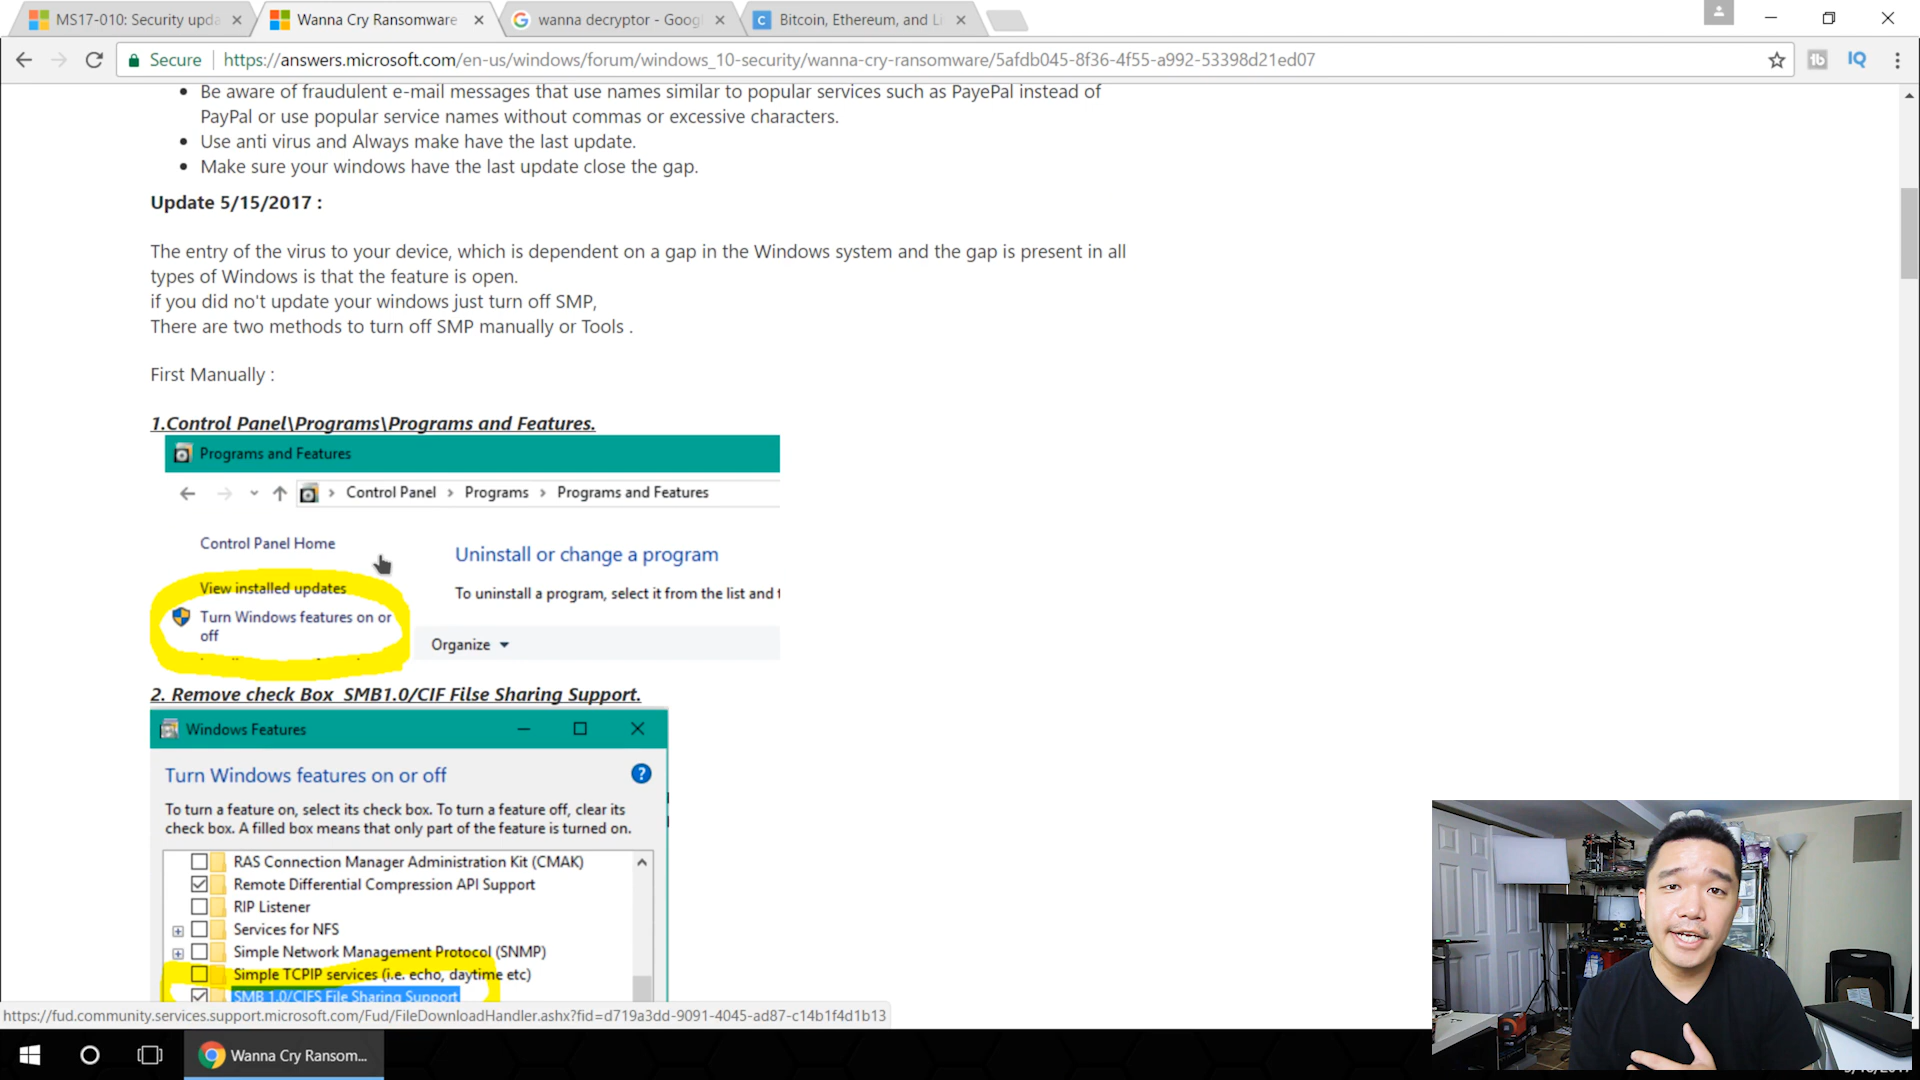 MS17-010: Security upda
Wanna Cry Ransomware
wanna decryptor - Googl
Bitcoin, Ethereum, and Li
Secure
https://answers.microsoft.com/en-us/windows/forum/windows_10-security/wanna-cry-ransomware/5afdb045-8f36-4f55-a992-53398d21ed07
Be aware of fraudulent e-mail messages that use names similar to popular services such as PayePal instead of
PayPal or use popular service names without commas or excessive characters.
Use anti virus and Always make have the last update.
Make sure your windows have the last update close the gap.
Update 5/15/2017 :
The entry of the virus to your device, which is dependent on a gap in the Windows system and the gap is present in all
types of Windows is that the feature is open.
if you did no't update your windows just turn off SMP,
There are two methods to turn off SMP manually or Tools .
First Manually :
1.Control Panel\Programs\Programs and Features.
Programs and Features
Control Panel > Programs > Programs and Features
Control Panel Home
Uninstall or change a program
View installed updates
To uninstall a program, select it from the list and t
Turn Windows features on or
off
Organize
2. Remove check Box SMB1.0/CIF Filse Sharing Support.
Windows Features
Turn Windows features on or off
To turn a feature on, select its check box. To turn a feature off, clear its
check box. A filled box means that only part of the feature is turned on.
RAS Connection Manager Administration Kit (CMAK)
Remote Differential Compression API Support
RIP Listener
Services for NFS
Simple Network Management Protocol (SNMP)
Simple TCPIP services (i.e. echo, daytime etc)
SMB 1.0/CIFS File Sharing Support
https://fud.community.services.support.microsoft.com/Fud/FileDownloadHandler.ashx?fid=d719a3dd-9091-4045-ad87-c14b1f4d1b13
Wanna Cry Ransom...